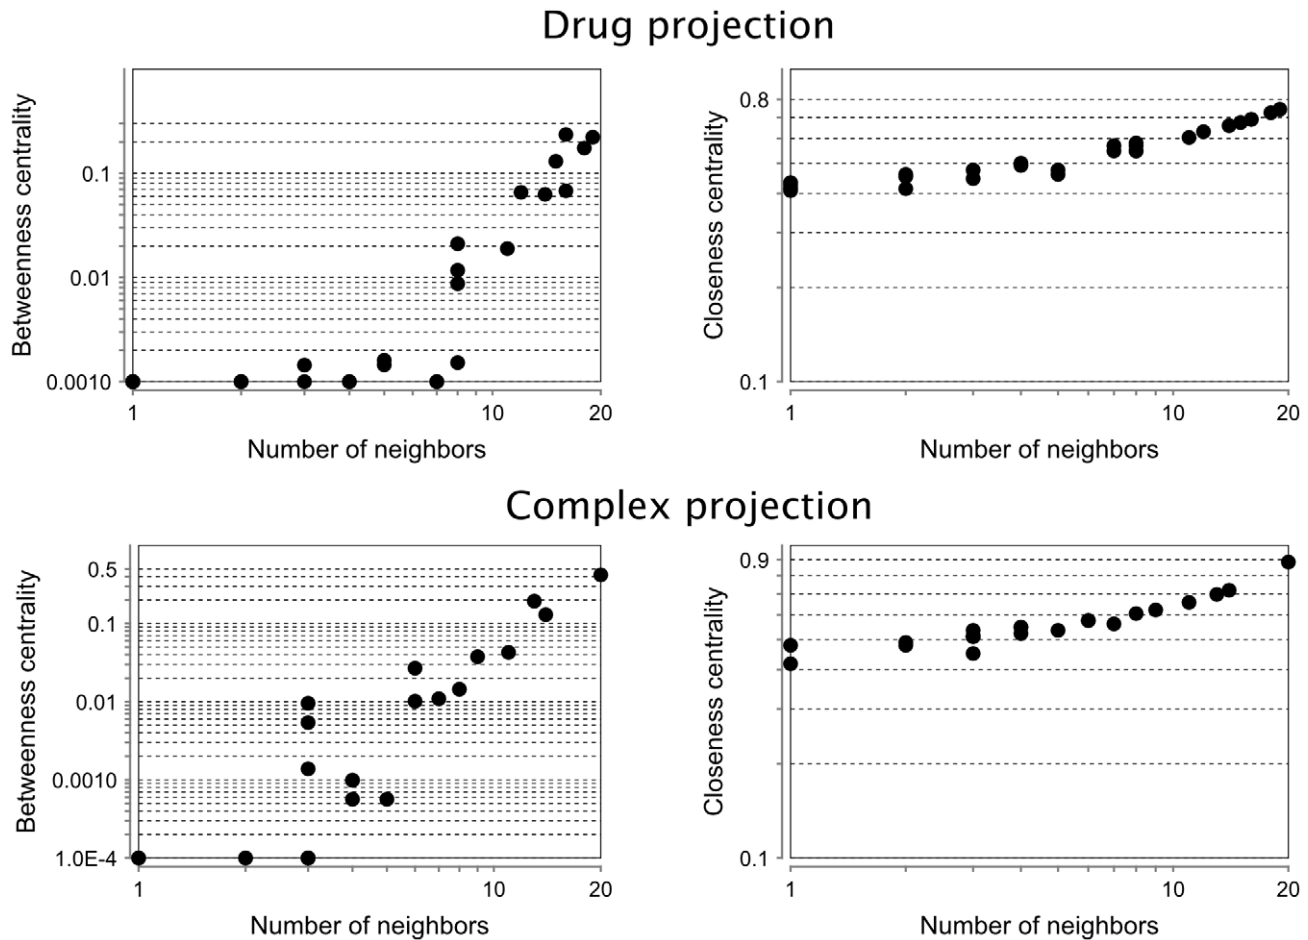 Drug projection
Betweenness centrality
0.1
0.01
0.0010
1
10
20
Number of neighbors
Closeness centrality
0.8
0.1
1
10
20
Number of neighbors
Complex projection
Betweenness centrality
0.5
0.1
0.01
0.0010
1.0E-4
1
10
20
Number of neighbors
Closeness centrality
0.9
0.1
1
10
20
Number of neighbors